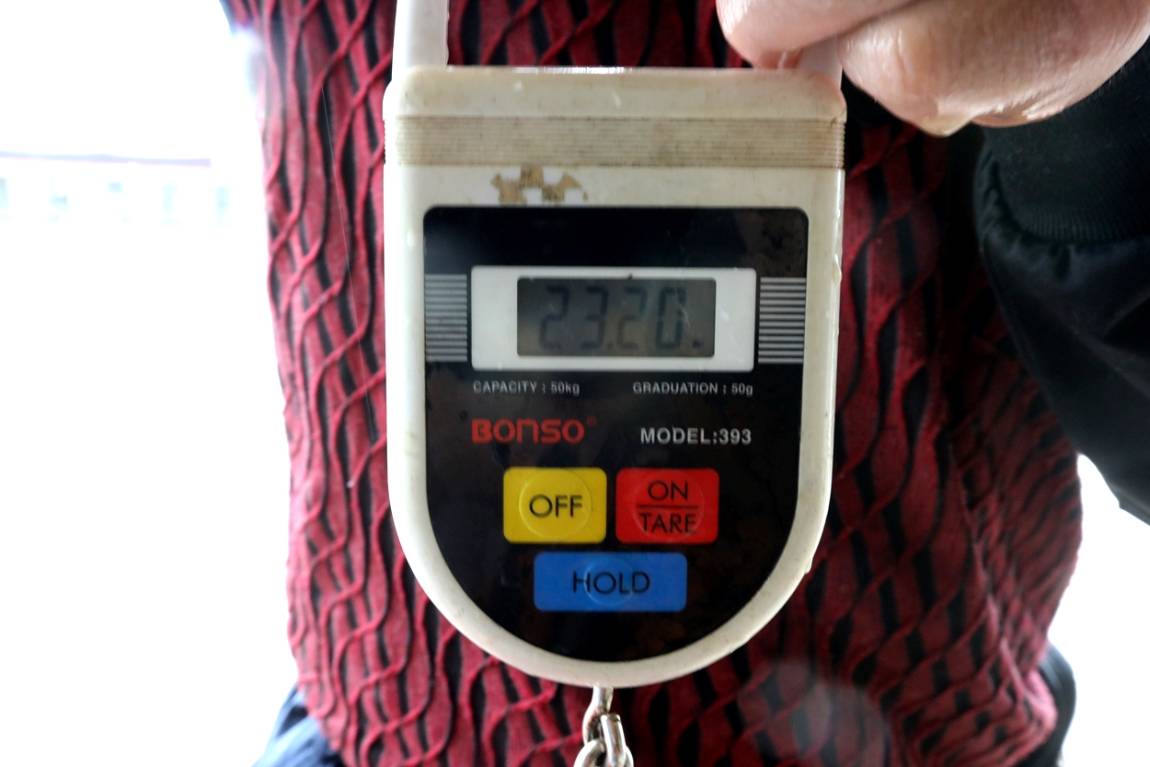 23.20
CAPACITY : 50kg GRADUATION : 50g
BONSO® MODEL:393
OFF
ON
TARE
HOLD